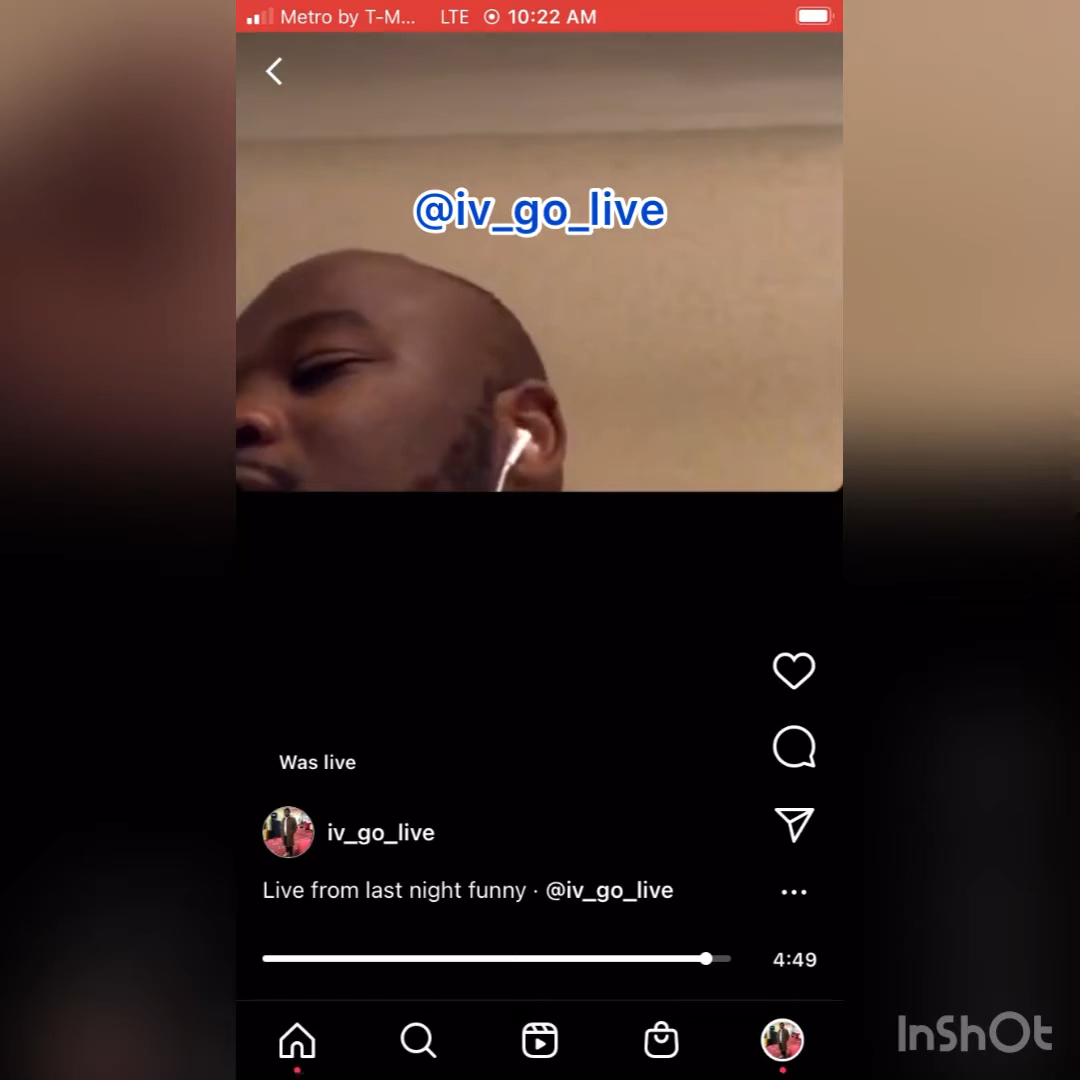 Metro by T-M... LTE 10:22 AM
@iv_go_live
Was live
iv_go_live
Live from last night funny · @iv_go_live
4:49
InShOt